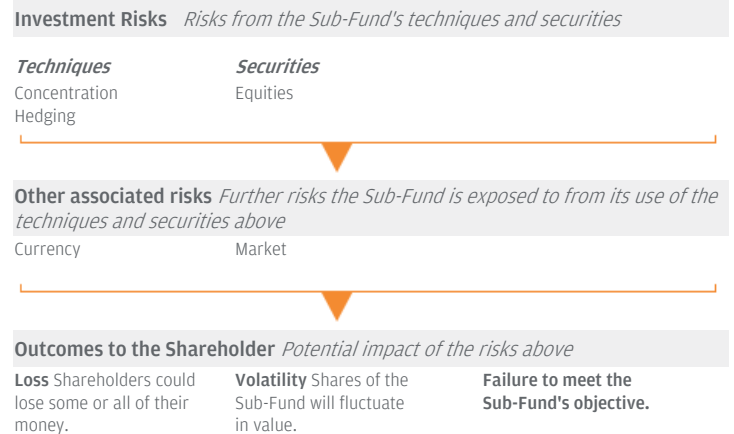 Investment Risks Risks from the Sub-Fund's techniques and securities
Techniques Securities
Concentration Equities
Hedging
Other associated risks Further risks the Sub-Fund is exposed to from its use of the
techniques and securities above
Currency Market
Outcomes to the Shareholder Potential impact of the risks above
Loss Shareholders could
lose some or all of their
money.
Volatility Shares of the
Sub-Fund will fluctuate
in value.
Failure to meet the
Sub-Fund's objective.